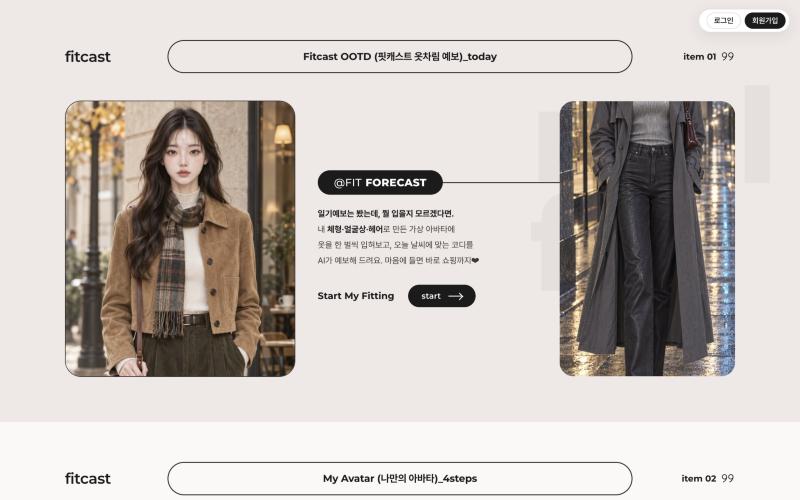 로그인 회원가입
fitcast
Fitcast OOTD (핏캐스트 옷차림 예보)_today
item 01 99
@FIT FORECAST
일기예보는 봤는데, 뭘 입을지 모르겠다면.
내 체형·얼굴상·헤어로 만든 가상 아바타에
옷을 한 벌씩 입혀보고, 오늘 날씨에 맞는 코디를
AI가 예보해 드려요. 마음에 들면 바로 쇼핑까지❤
Start My Fitting
start →
fitcast
My Avatar (나만의 아바타)_4steps
item 02 99